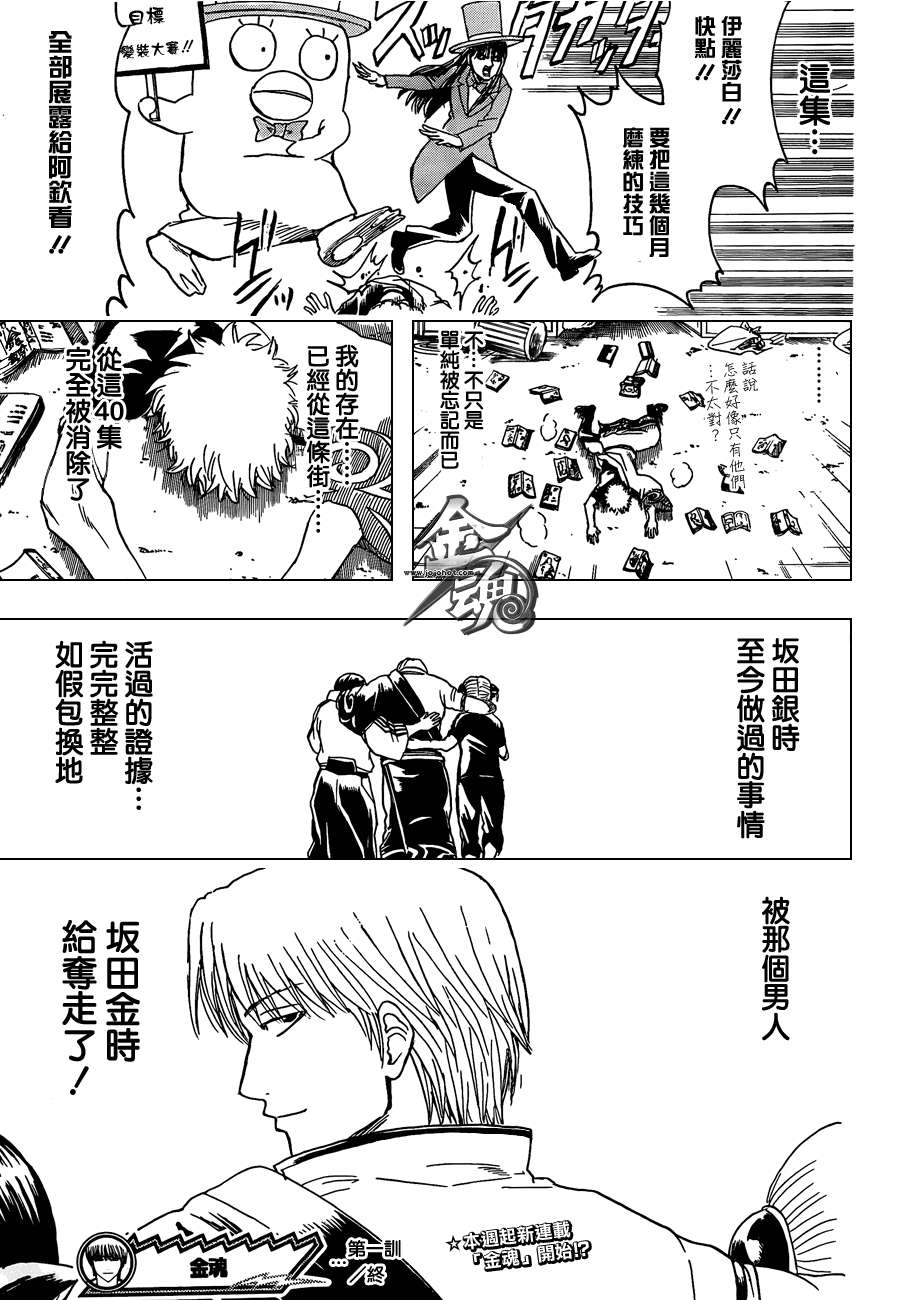 這集…
伊麗莎白!!
快點!!
要把這幾個月
磨練的技巧
目標
變裝大賽!!
全部展露給阿欽看!!
………
話說
怎麼好像只有他們
…不太對?
不…不只是
單純被忘記而已
我的存在……
已經從這條街……
從這40集
完全被消除了
金魂
www.jojohot.com
坂田銀時
至今做過的事情
活過的證據…
完完整整
如假包換地
被那個男人
坂田金時
給奪走了!
☆本週起新連載
「金魂」開始!?
第一訓
…/終
金魂